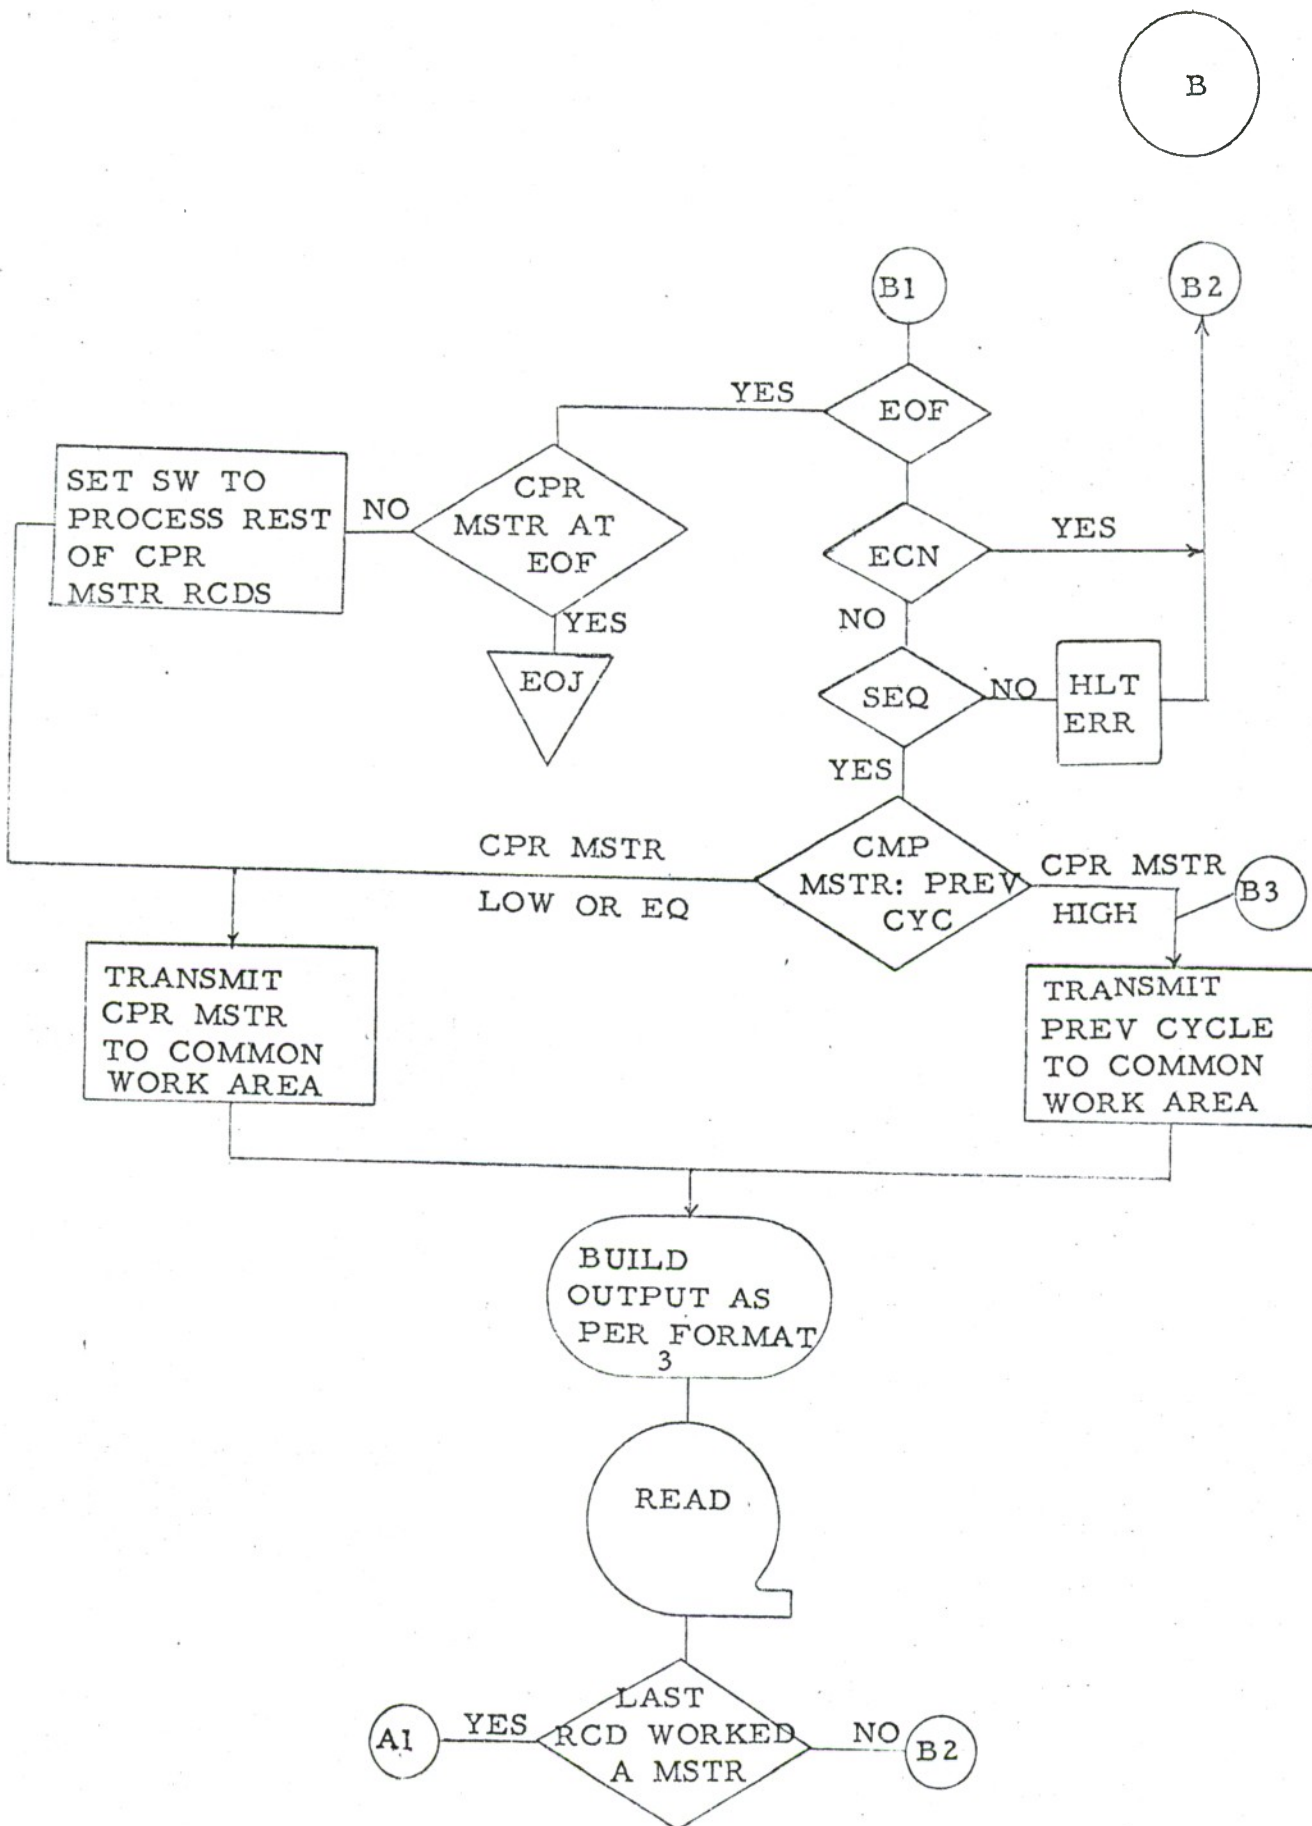 B
B1
B2
YES
EOF
SET SW TO
PROCESS REST
OF CPR
MSTR RCDS
NO
CPR
MSTR AT
EOF
YES
EOJ
ECN
YES
NO
SEQ
NO
HLT
ERR
YES
CMP
MSTR: PREV
CYC
CPR MSTR
LOW OR EQ
CPR MSTR
HIGH
B3
TRANSMIT
CPR MSTR
TO COMMON
WORK AREA
TRANSMIT
PREV CYCLE
TO COMMON
WORK AREA
BUILD
OUTPUT AS
PER FORMAT
3
READ
LAST
RCD WORKED
A MSTR
YES
A1
NO
B2